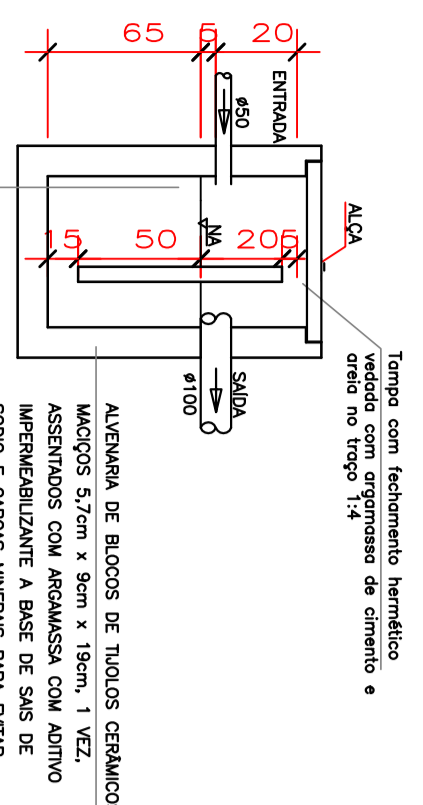 Tampa com fechamento hermético
vedada com argamassa de cimento e
areia no traço 1:4
ALÇA
ENTRADA
ø50
NA
SAÍDA
ø100
65
5
20
15
50
20
5
ALVENARIA DE BLOCOS DE TIJOLOS CERÂMICOS
MACIÇOS 5,7cm x 9cm x 19cm, 1 VEZ,
ASSENTADOS COM ARGAMASSA COM ADITIVO
IMPERMEABILIZANTE A BASE DE SAIS DE